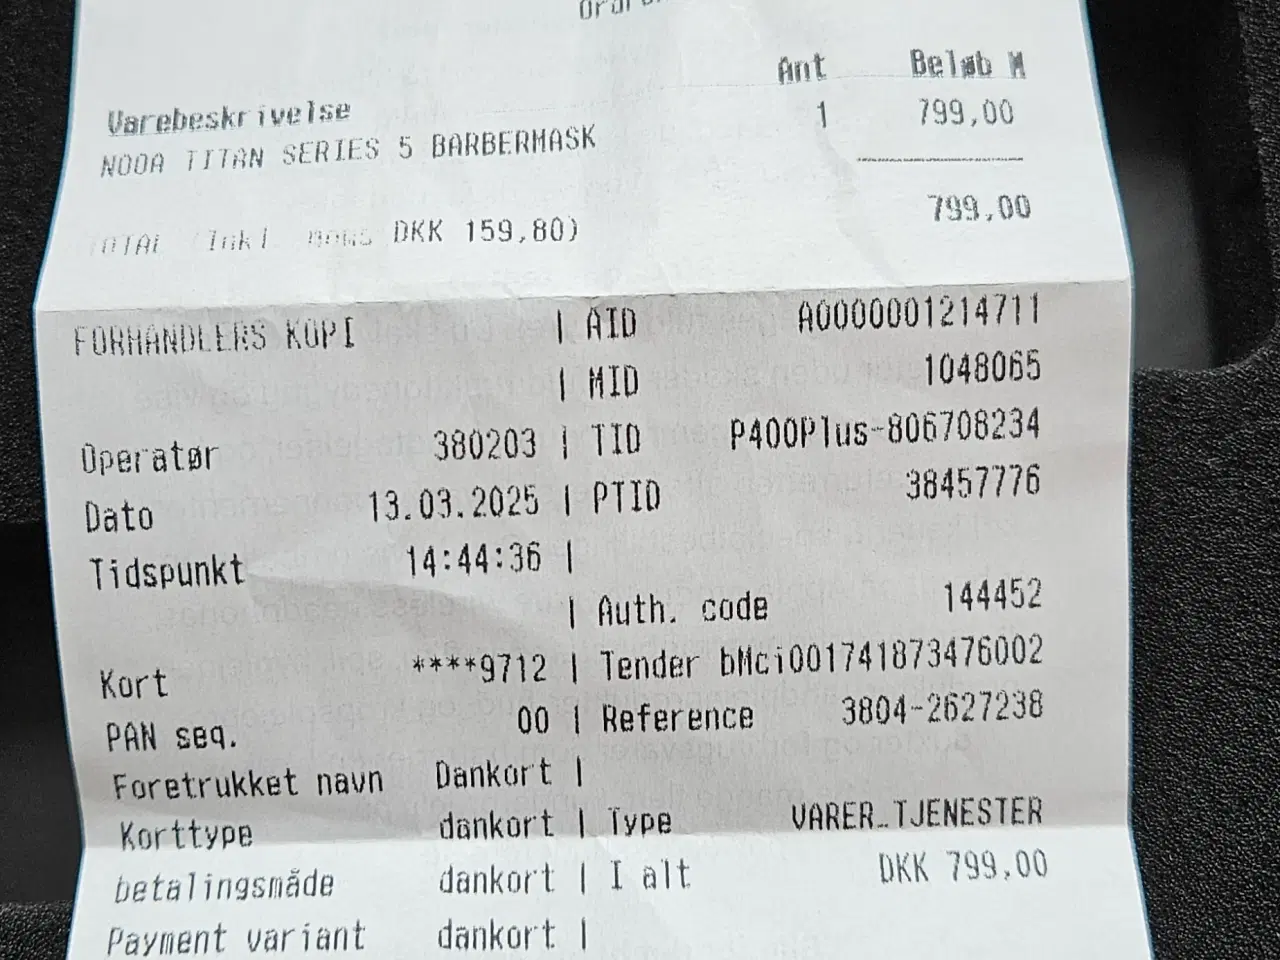 Ant Beløb M
Varebeskrivelse
1 799,00
NOOA TITAN SERIES 5 BARBERMASK
799,00
TOTAL (Inkl. moms DKK 159,80)
FORHANDLERS KOPI | AID A0000001214711
| MID 1048065
Operatør 380203 | TID P400Plus-806708234
Dato 13.03.2025 | PTID 38457776
Tidspunkt 14:44:36 |
| Auth. code 144452
Kort ****9712 | Tender bMci001741873476002
PAN seq. 00 | Reference 3804-2627238
Foretrukket navn Dankort |
Korttype dankort | Type VARER_TJENESTER
betalingsmåde dankort | I alt DKK 799,00
Payment variant dankort |